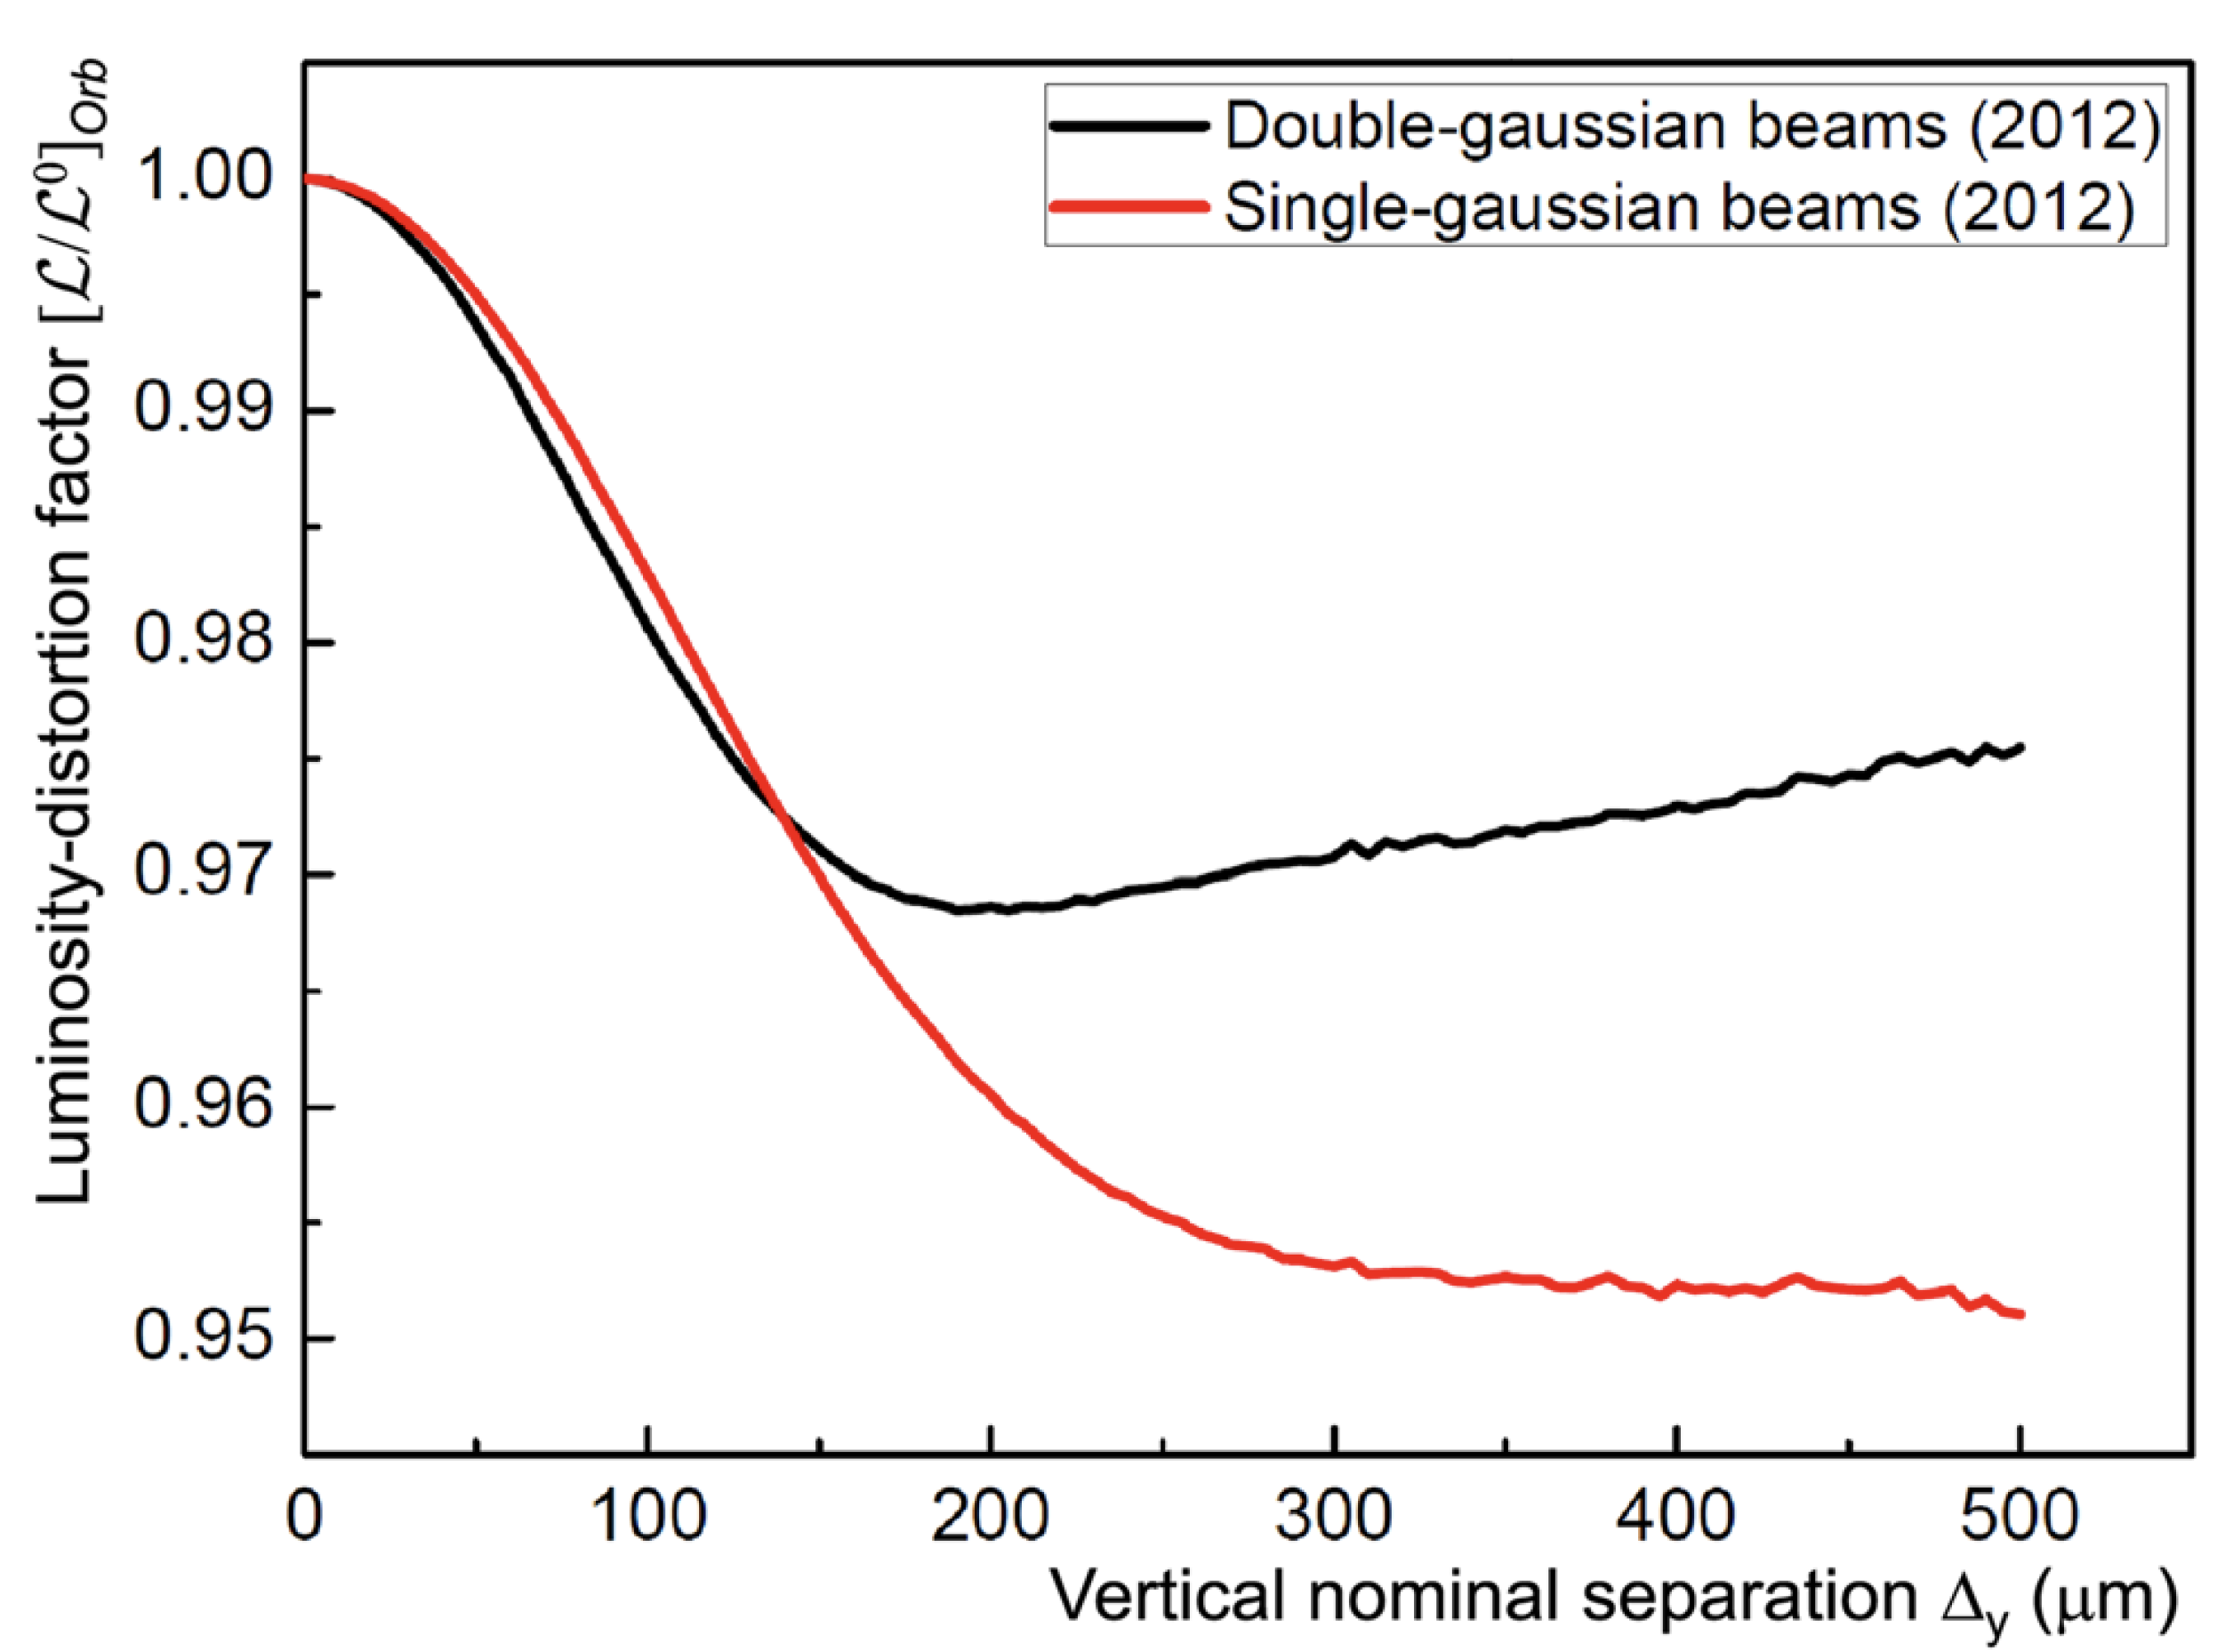 Luminosity-distortion factor [ℒ/ℒ⁰]Orb
Double-gaussian beams (2012)
Single-gaussian beams (2012)
1.00
0.99
0.98
0.97
0.96
0.95
0 100 200 300 400 500
Vertical nominal separation Δy (μm)